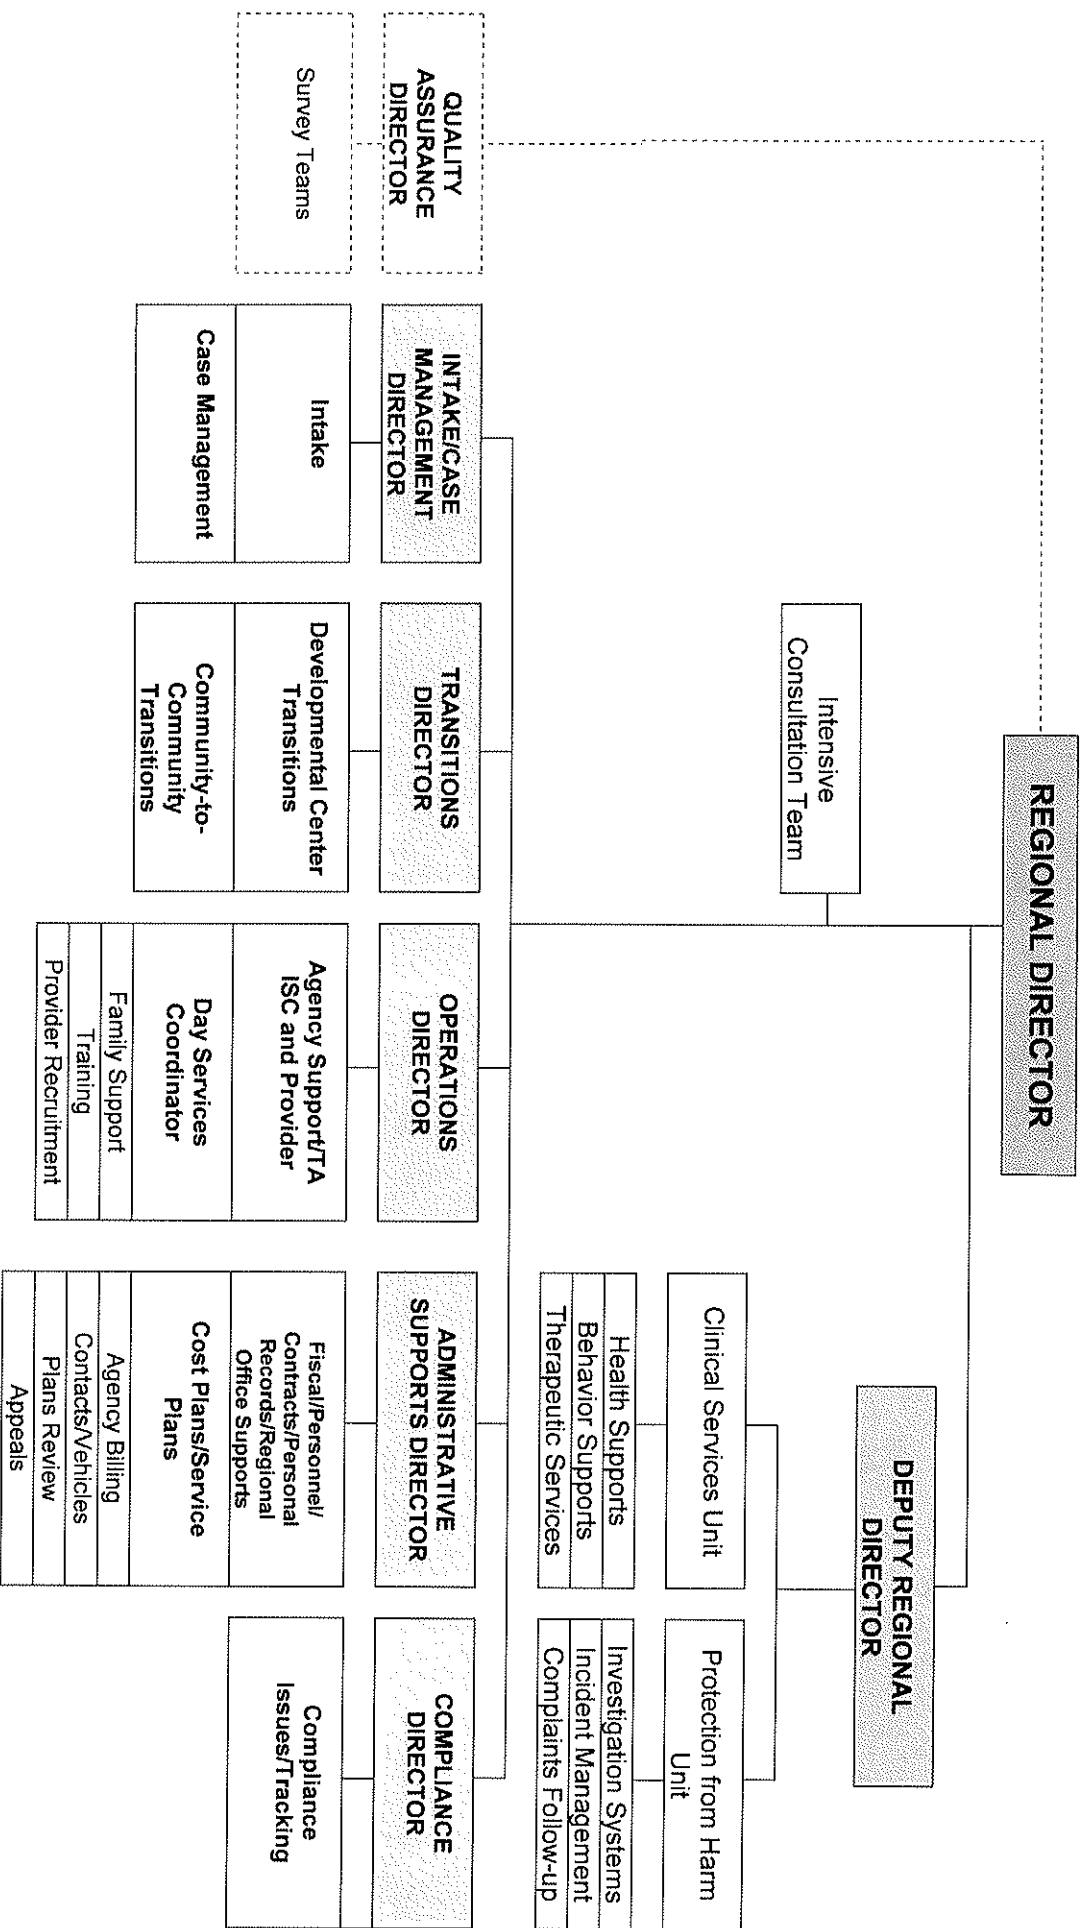 REGIONAL DIRECTOR
DEPUTY REGIONAL
DIRECTOR
Intensive
Consultation Team
Clinical Services Unit
Health Supports
Behavior Supports
Therapeutic Services
Protection from Harm
Unit
Investigation Systems
Incident Management
Complaints Follow-up
QUALITY
ASSURANCE
DIRECTOR
Survey Teams
INTAKE/CASE
MANAGEMENT
DIRECTOR
Intake
Case Management
TRANSITIONS
DIRECTOR
Developmental Center
Transitions
Community-to-
Community
Transitions
OPERATIONS
DIRECTOR
Agency Support/TA
ISC and Provider
Day Services
Coordinator
Family Support
Training
Provider Recruitment
ADMINISTRATIVE
SUPPORTS DIRECTOR
Fiscal/Personnel/
Contracts/Personal
Records/Regional
Office Supports
Cost Plans/Service
Plans
Agency Billing
Contacts/Vehicles
Plans Review
Appeals
COMPLIANCE
DIRECTOR
Compliance
Issues/Tracking